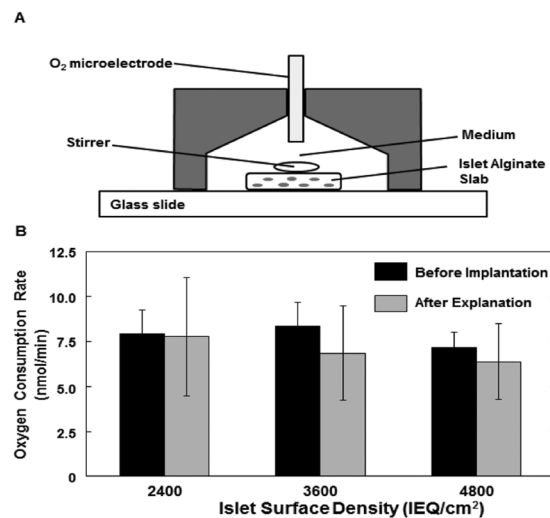 A
O₂ microelectrode
Medium
Stirrer
Islet Alginate
Slab
Glass slide
B
12.5
10.0
7.5
5.0
2.5
0
Oxygen Consumption Rate
(nmol/min)
Before Implantation
After Explanation
2400
3600
4800
Islet Surface Density (IEQ/cm²)